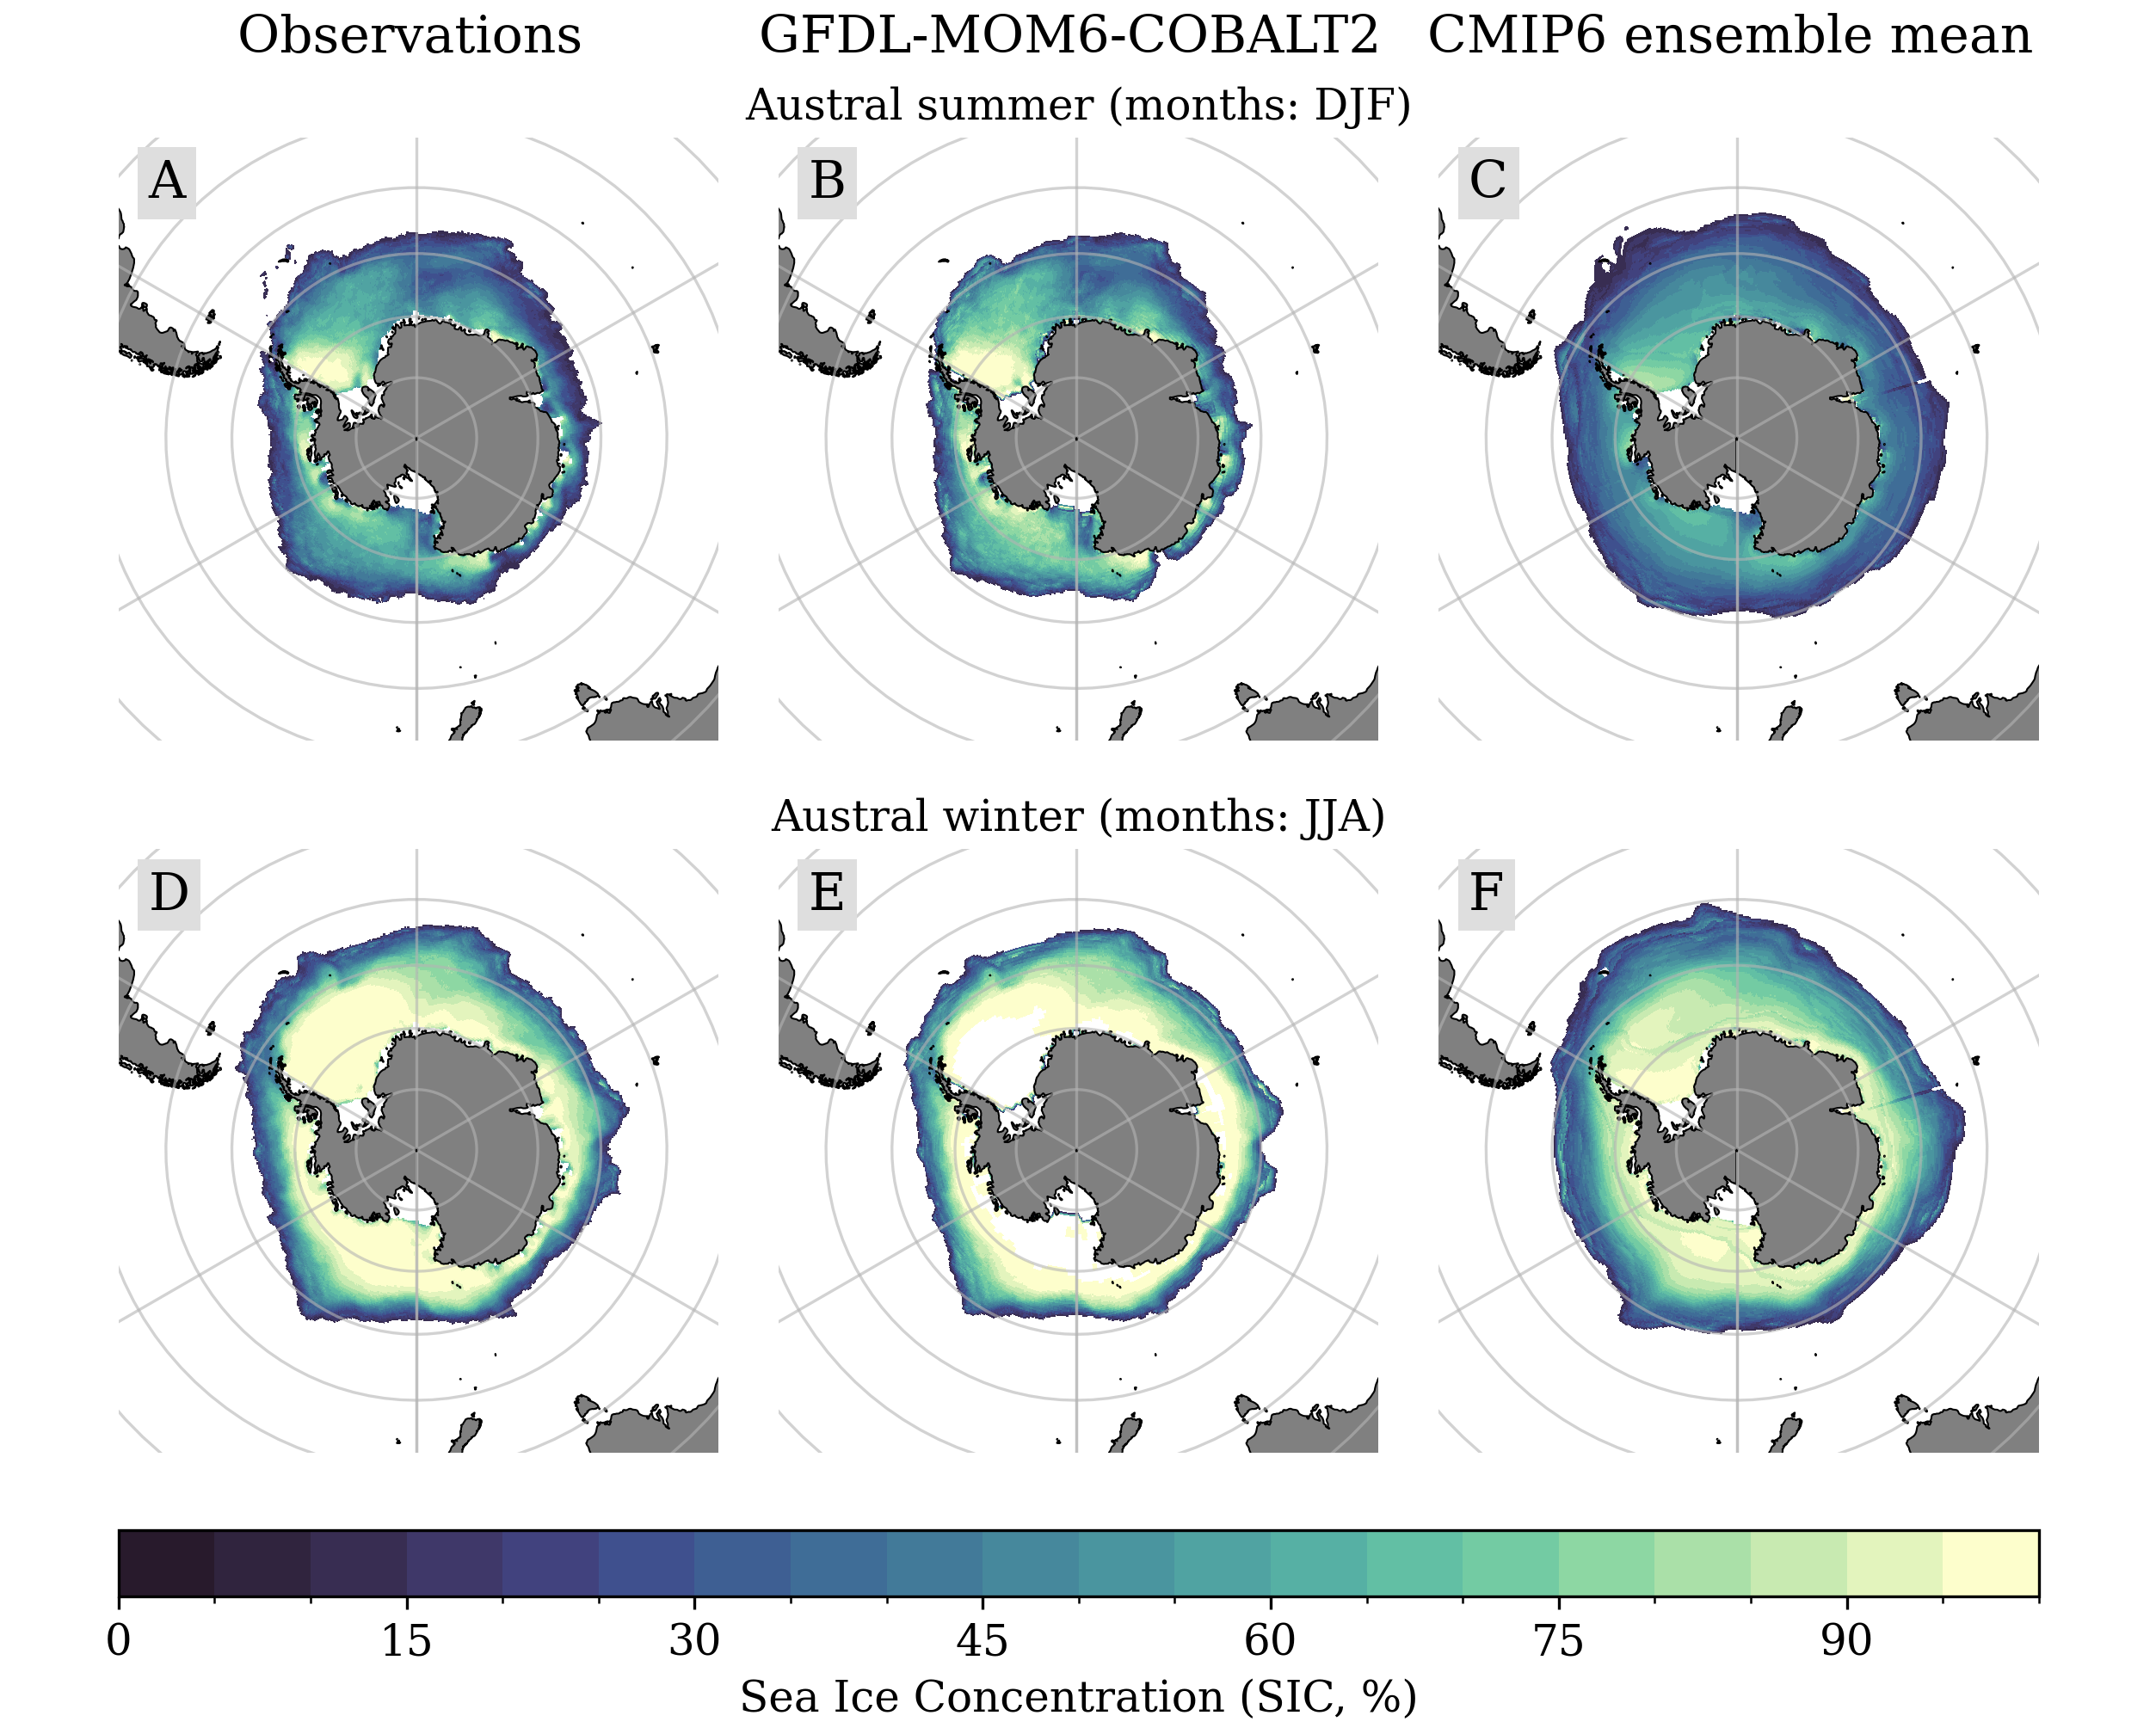 Observations GFDL-MOM6-COBALT2 CMIP6 ensemble mean
Austral summer (months: DJF)
A B C
Austral winter (months: JJA)
D E F
0 15 30 45 60 75 90
Sea Ice Concentration (SIC, %)